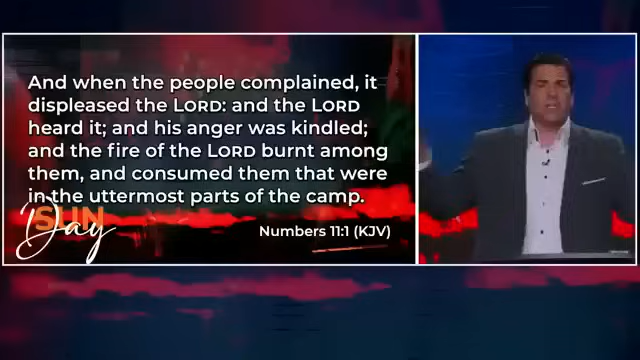 And when the people complained, it
displeased the LORD: and the LORD
heard it; and his anger was kindled;
and the fire of the LORD burnt among
them, and consumed them that were
in the uttermost parts of the camp.
SUN
Day
Numbers 11:1 (KJV)